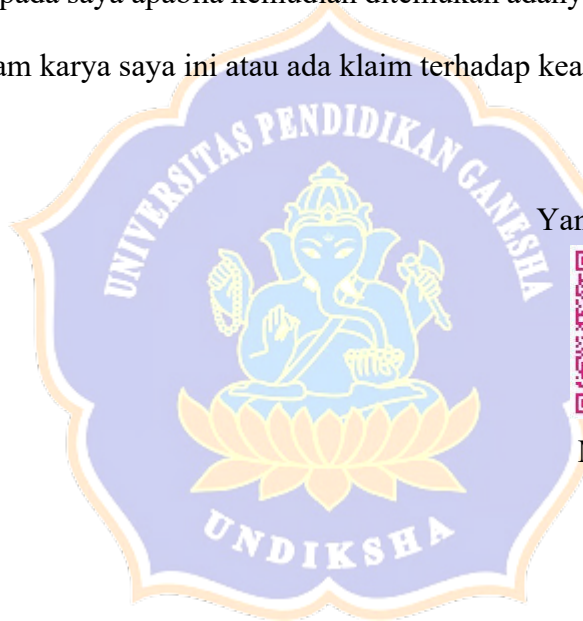 pada saya apabila kemudian ditemukan adany
am karya saya ini atau ada klaim terhadap kea
UNIVERSITAS PENDIDIKAN GANESHA
Yan
UNDIKSHA